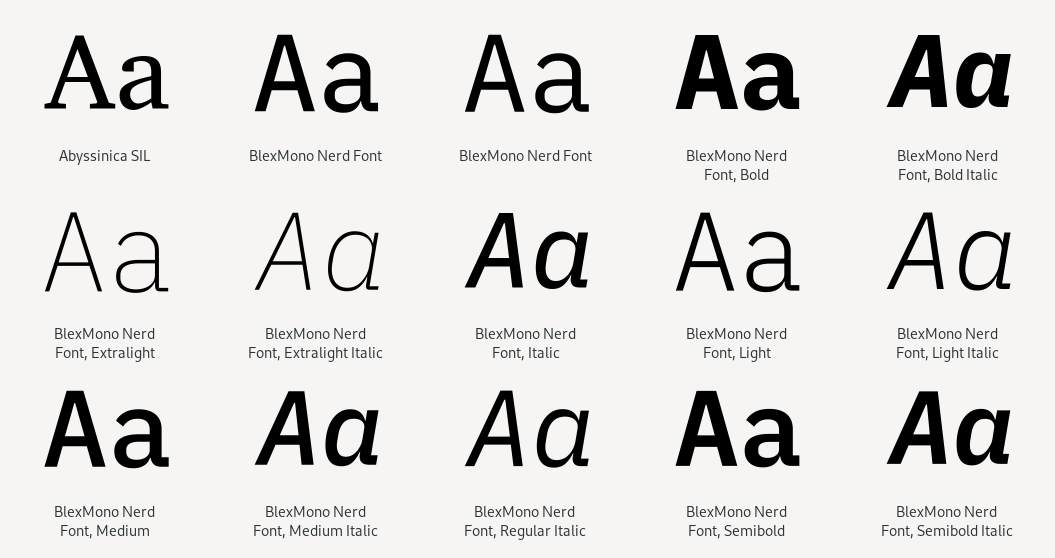 Aa Aa Aa Aa Aa
Abyssinica SIL BlexMono Nerd Font BlexMono Nerd Font BlexMono Nerd BlexMono Nerd
Font, Bold Font, Bold Italic
Aa Aa Aa Aa Aa
BlexMono Nerd BlexMono Nerd BlexMono Nerd BlexMono Nerd BlexMono Nerd
Font, Extralight Font, Extralight Italic Font, Italic Font, Light Font, Light Italic
Aa Aa Aa Aa Aa
BlexMono Nerd BlexMono Nerd BlexMono Nerd BlexMono Nerd BlexMono Nerd
Font, Medium Font, Medium Italic Font, Regular Italic Font, Semibold Font, Semibold Italic